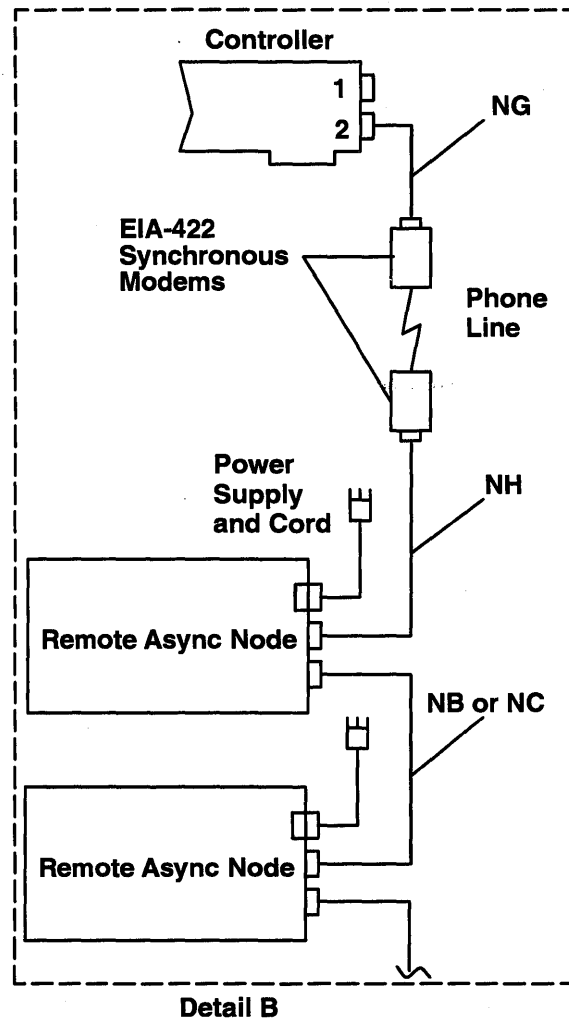 Controller
1
2
NG
EIA-422
Synchronous
Modems
Phone
Line
Power
Supply
and Cord
NH
Remote Async Node
NB or NC
Remote Async Node
Detail B